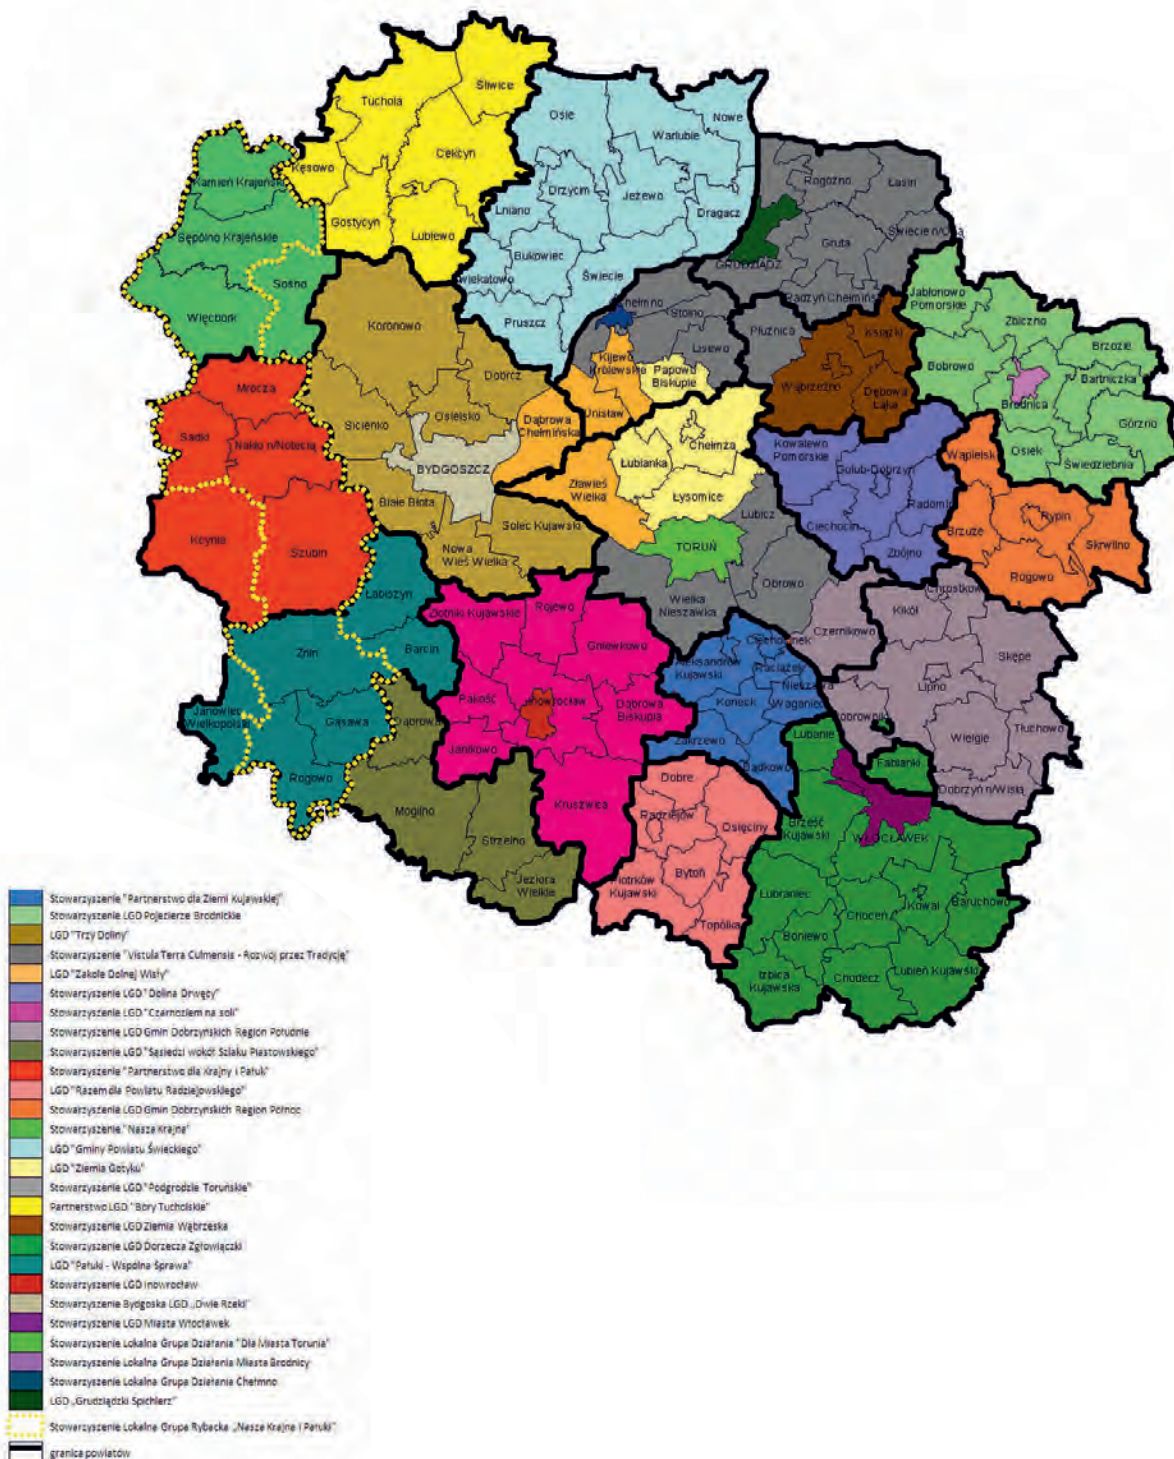 Śliwice
Tuchola
Osie
Nowe
Warlubie
Cekcyn
Kęsowo
Rogóźno
Łasin
Kamień Krajeński
Drzycim
Jeżewo
Lniano
Dragacz
Gostycyn
Lubiewo
Świecie n/Osą
Sępólno Krajeńskie
Gruta
Bukowiec
GRUDZIĄDZ
Świecie
Świekatowo
Sośno
Radzyń Chełmiński
Jabłonowo
Pomorskie
Chełmno
Stolno
Więcbork
Koronowo
Pruszcz
Zbiczno
Płużnica
Książki
Brzozie
Lisewo
Kijewo
Królewskie
Papowo
Biskupie
Bobrowo
Dobrcz
Bartniczka
Mrocza
Wąbrzeźno
Dębowa
Łąka
Brodnica
Unisław
Osielsko
Dąbrowa
Chełmińska
Górzno
Sicienko
Sadki
Nakło n/Notecią
Chełmża
Kowalewo
Pomorskie
Osiek
Wąpielsk
Świedziebnia
Łubianka
BYDGOSZCZ
Golub-Dobrzyń
Zławieś
Wielka
Łysomice
Białe Błota
Radomin
Lubicz
Rypin
Solec Kujawski
Ciechocin
Brzuze
Kcynia
Szubin
TORUŃ
Skrwilno
Nowa
Wieś Wielka
Zbójno
Rogowo
Obrowo
Łabiszyn
Wielka
Nieszawka
Chrostkowo
Złotniki Kujawskie
Rojewo
Kikół
Czernikowo
Gniewkowo
Ciechocinek
Barcin
Żnin
Skępe
Aleksandrów
Kujawski
Raciążek
Nieszawa
Lipno
Pakość
Inowrocław
Dąbrowa
Biskupia
Koneck
Waganiec
Janowiec
Wielkopolski
Gąsawa
Dąbrowa
Dobrowniki
Tłuchowo
Lubanie
Wielgie
Zakrzewo
Janikowo
Bądkowo
Fabianki
Rogowo
Dobre
Dobrzyń n/Wisłą
Kruszwica
Mogilno
Radziejów
Osięciny
Brześć
Kujawski
WŁOCŁAWEK
Strzelno
Bytoń
Jeziora
Wielkie
Piotrków
Kujawski
Lubraniec
Kowal
Baruchowo
Choceń
Topólka
Boniewo
Izbica
Kujawska
Chodecz
Lubień Kujawski
Stowarzyszenie "Partnerstwo dla Ziemi Kujawskiej"
Stowarzyszenie LGD Pojezierze Brodnickie
LGD "Trzy Doliny"
Stowarzyszenie "Vistula Terra Culmensis - Rozwój przez Tradycję"
LGD "Zakole Dolnej Wisły"
Stowarzyszenie LGD "Dolina Drwęcy"
Stowarzyszenie LGD "Czarnoziem na soli"
Stowarzyszenie LGD Gmin Dobrzyńskich Region Południe
Stowarzyszenie LGD "Sąsiedzi wokół Szlaku Piastowskiego"
Stowarzyszenie "Partnerstwo dla Krajny i Pałuk"
LGD "Razem dla Powiatu Radziejowskiego"
Stowarzyszenie LGD Gmin Dobrzyńskich Region Północ
Stowarzyszenie "Nasza Krajna"
LGD "Gminy Powiatu Świeckiego"
LGD "Ziemia Gotyku"
Stowarzyszenie LGD "Podgrodzie Toruńskie"
Partnerstwo LGD "Bory Tucholskie"
Stowarzyszenie LGD Ziemia Wąbrzeska
Stowarzyszenie LGD Dorzecza Zgłowiączki
LGD "Pałuki - Wspólna Sprawa"
Stowarzyszenie LGD Inowrocław
Stowarzyszenie Bydgoska LGD „Dwie Rzeki"
Stowarzyszenie LGD Miasta Włocławek
Stowarzyszenie Lokalna Grupa Działania "Dla Miasta Torunia"
Stowarzyszenie Lokalna Grupa Działania Miasta Brodnicy
Stowarzyszenie Lokalna Grupa Działania Chełmno
LGD „Grudziądzki Spichlerz"
Stowarzyszenie Lokalna Grupa Rybacka „Nasza Krajna i Pałuki"
granica powiatów